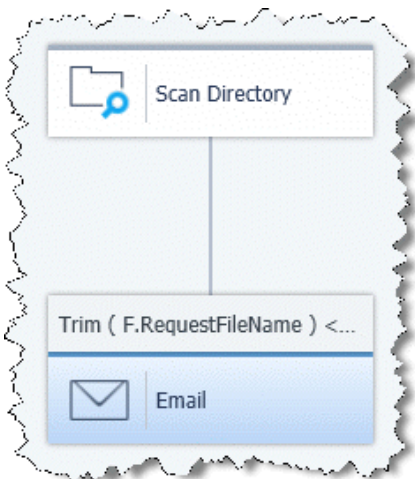 Scan Directory
Trim ( F.RequestFileName ) <...
Email